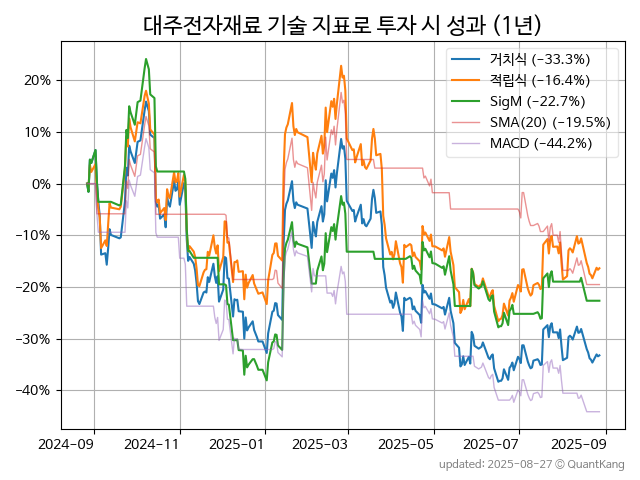 대주전자재료 기술 지표로 투자 시 성과 (1년)
거치식 (-33.3%)
적립식 (-16.4%)
SigM (-22.7%)
SMA(20) (-19.5%)
MACD (-44.2%)
20%
10%
0%
-10%
-20%
-30%
-40%
2024-09 2024-11 2025-01 2025-03 2025-05 2025-07 2025-09
updated: 2025-08-27 © QuantKang